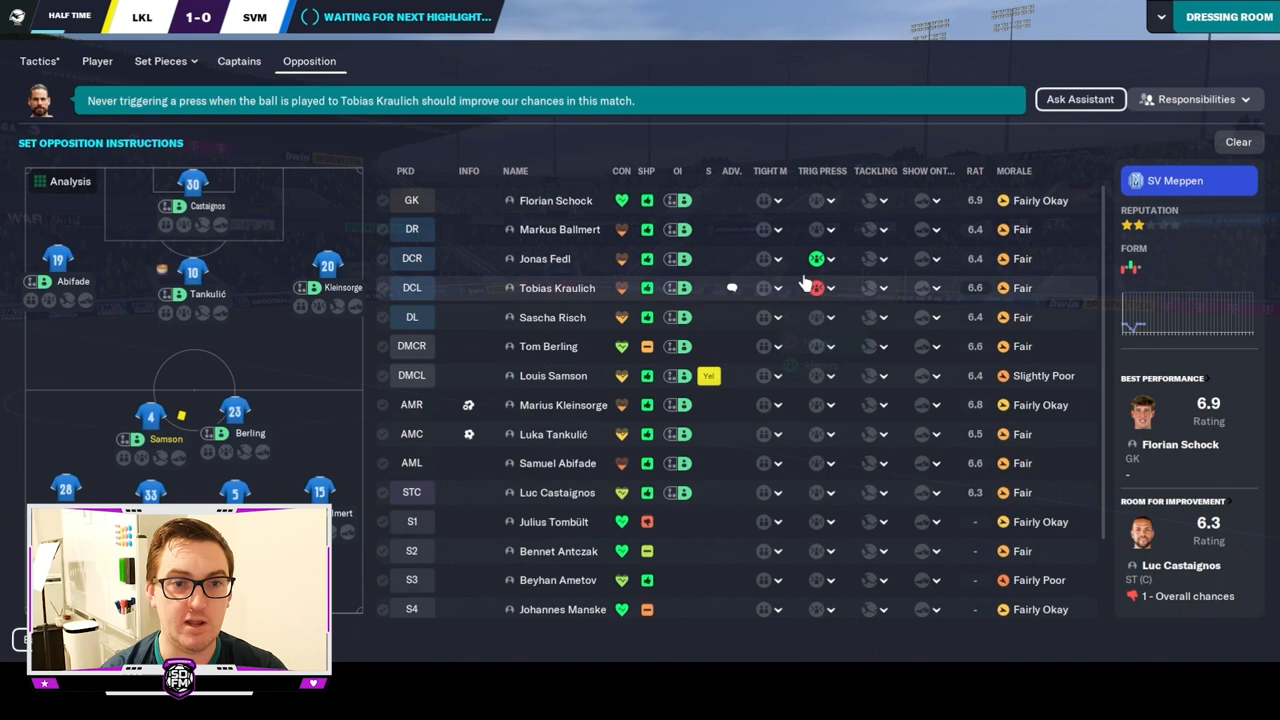 HALF TIME LKL 1-0 SVM WAITING FOR NEXT HIGHLIGHT... DRESSING ROOM
Tactics* Player Set Pieces Captains Opposition
Never triggering a press when the ball is played to Tobias Kraulich should improve our chances in this match. Ask Assistant Responsibilities
SET OPPOSITION INSTRUCTIONS Clear
Analysis
30
Castaignos
19
Abifade
10
Tankulić
20
Kleinsorge
4
Samson
23
Berling
28
33
5
15
lmert
PKD INFO NAME CON SHP OI S ADV. TIGHT M TRIG PRESS TACKLING SHOW ONT... RAT MORALE
GK Florian Schock 6.9 Fairly Okay
DR Markus Ballmert 6.4 Fair
DCR Jonas Fedl 6.4 Fair
DCL Tobias Kraulich 6.6 Fair
DL Sascha Risch 6.4 Fair
DMCR Tom Berling 6.6 Fair
DMCL Louis Samson Yel 6.4 Slightly Poor
AMR Marius Kleinsorge 6.8 Fairly Okay
AMC Luka Tankulić 6.5 Fair
AML Samuel Abifade 6.6 Fair
STC Luc Castaignos 6.3 Fair
S1 Julius Tombült - Fairly Okay
S2 Bennet Antczak - Fair
S3 Beyhan Ametov - Fairly Poor
S4 Johannes Manske - Fairly Okay
SV Meppen
REPUTATION
FORM
BEST PERFORMANCE
6.9
Rating
Florian Schock
GK
-
ROOM FOR IMPROVEMENT
6.3
Rating
Luc Castaignos
ST (C)
1 - Overall chances
SD
FM